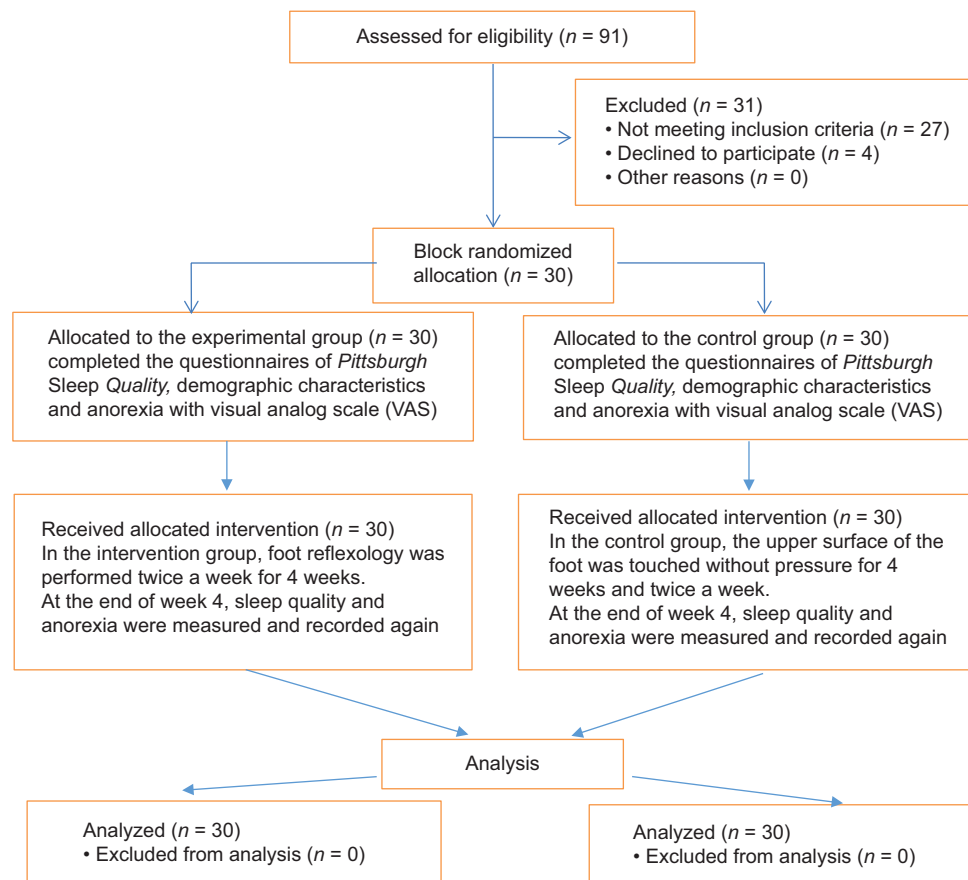 Assessed for eligibility (n = 91)
Excluded (n = 31)
• Not meeting inclusion criteria (n = 27)
• Declined to participate (n = 4)
• Other reasons (n = 0)
Block randomized
allocation (n = 30)
Allocated to the experimental group (n = 30)
completed the questionnaires of Pittsburgh
Sleep Quality, demographic characteristics
and anorexia with visual analog scale (VAS)
Allocated to the control group (n = 30)
completed the questionnaires of Pittsburgh
Sleep Quality, demographic characteristics
and anorexia with visual analog scale (VAS)
Received allocated intervention (n = 30)
In the intervention group, foot reflexology was
performed twice a week for 4 weeks.
At the end of week 4, sleep quality and
anorexia were measured and recorded again
Received allocated intervention (n = 30)
In the control group, the upper surface of the
foot was touched without pressure for 4
weeks and twice a week.
At the end of week 4, sleep quality and
anorexia were measured and recorded again
Analysis
Analyzed (n = 30)
• Excluded from analysis (n = 0)
Analyzed (n = 30)
• Excluded from analysis (n = 0)